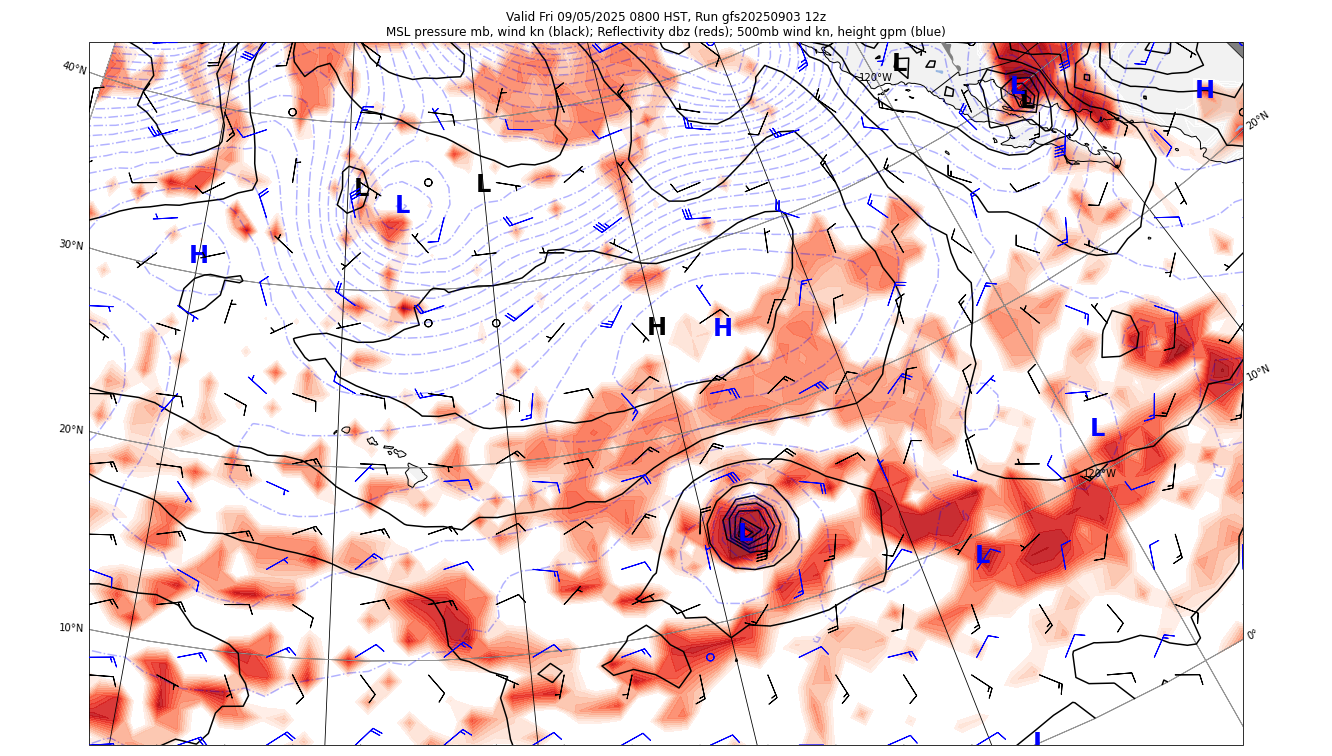 Valid Fri 09/05/2025 0800 HST, Run gfs20250903 12z
MSL pressure mb, wind kn (black); Reflectivity dbz (reds); 500mb wind kn, height gpm (blue)
40°N
L
120°W
L
L
H
20°N
L
L
L
30°N
H
H
H
10°N
20°N
L
120°W
L
L
10°N
0°
L